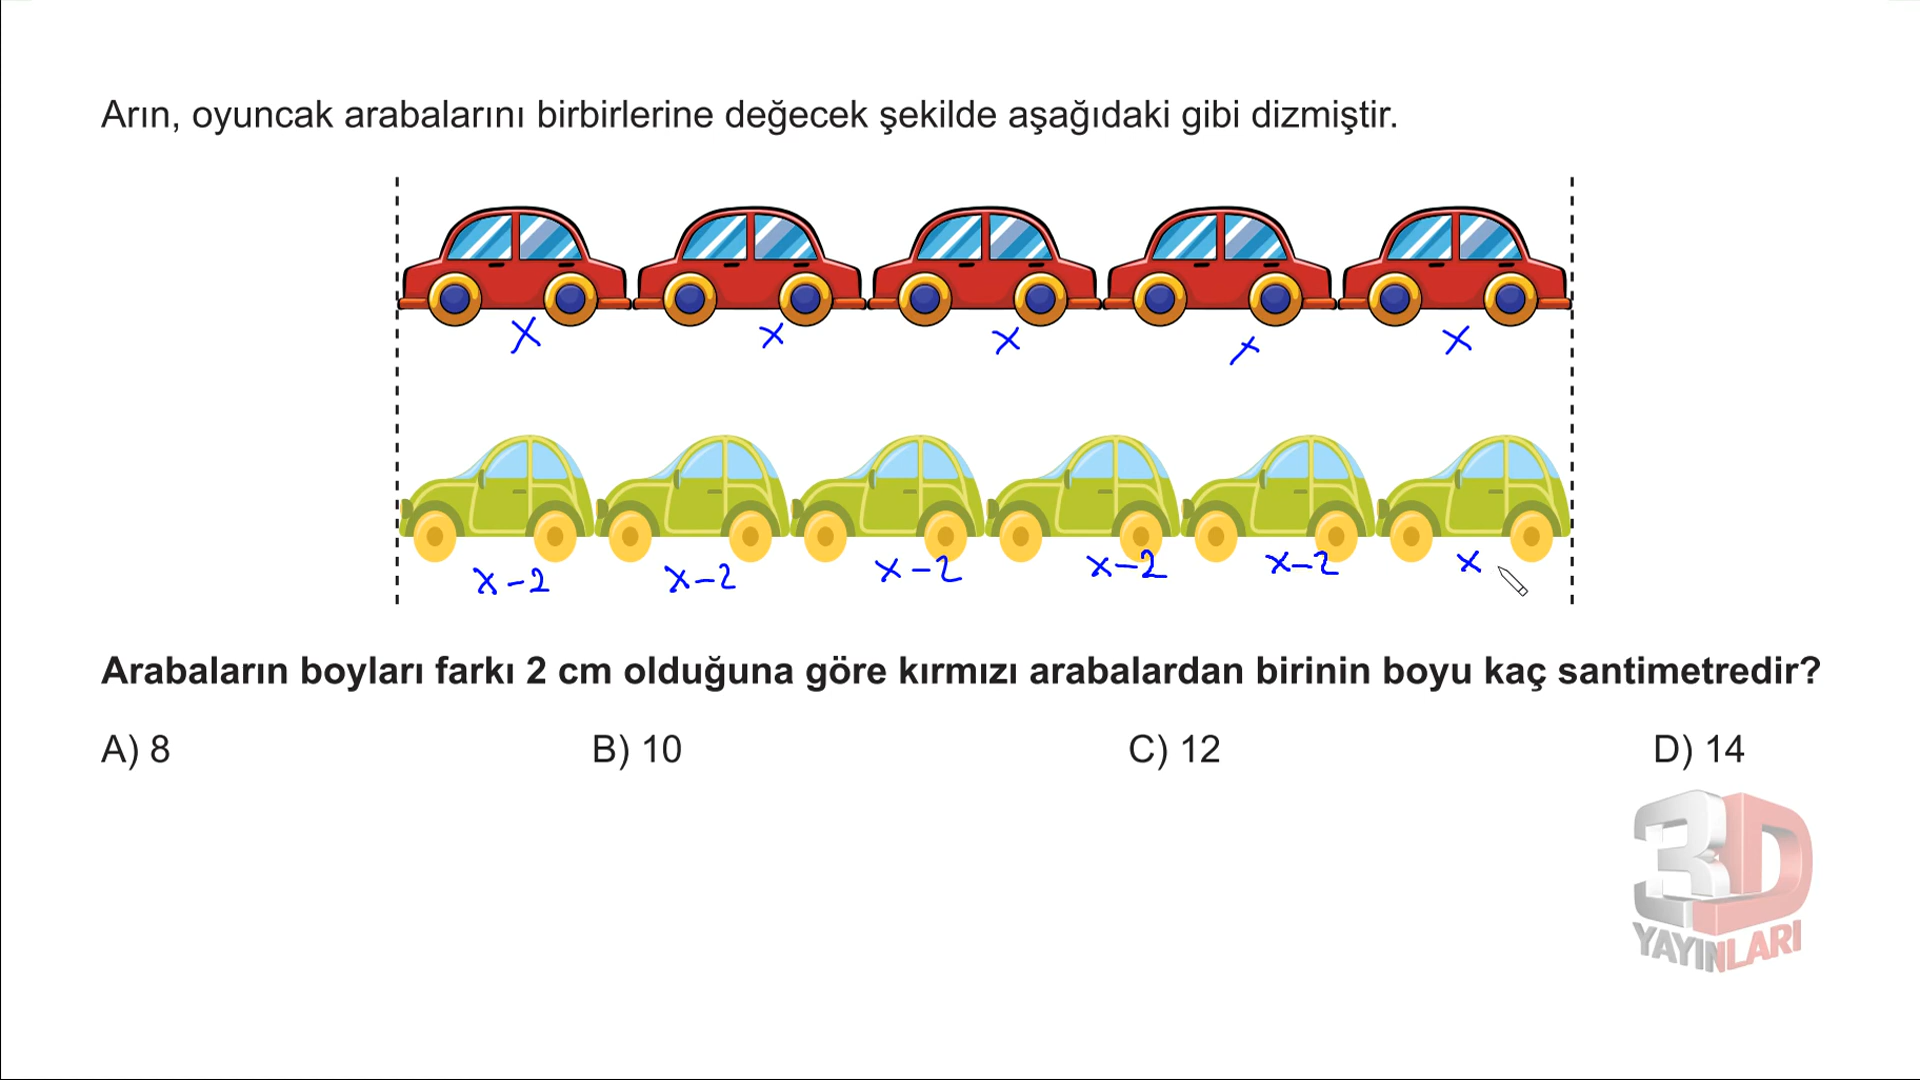 Arın, oyuncak arabalarını birbirlerine değecek şekilde aşağıdaki gibi dizmiştir.
x x x x x
x-2 x-2 x-2 x-2 x-2 x
Arabaların boyları farkı 2 cm olduğuna göre kırmızı arabalardan birinin boyu kaç santimetredir?
A) 8 B) 10 C) 12 D) 14
3D
YAYINLARI